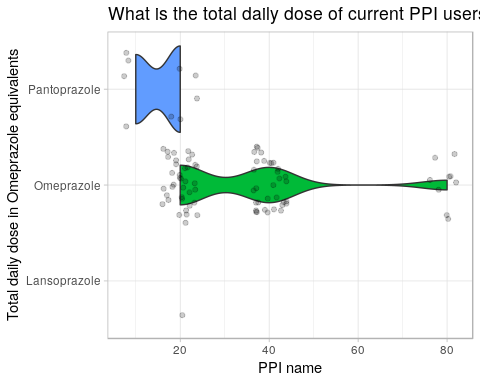 What is the total daily dose of current PPI users
Total daily dose in Omeprazole equivalents
Pantoprazole
Omeprazole
Lansoprazole
20
40
60
80
PPI name